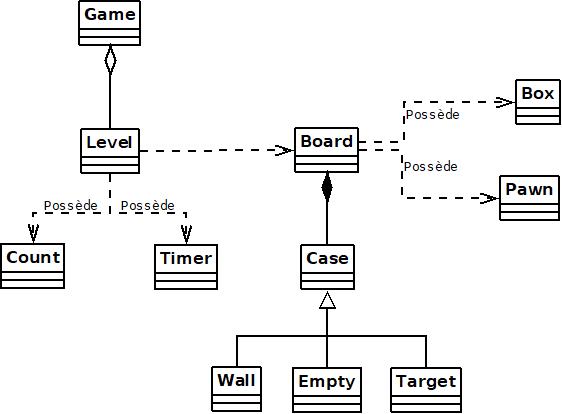 Game
Level
Board
Box
Possède
Possède
Pawn
Possède
Possède
Count
Timer
Case
Wall
Empty
Target